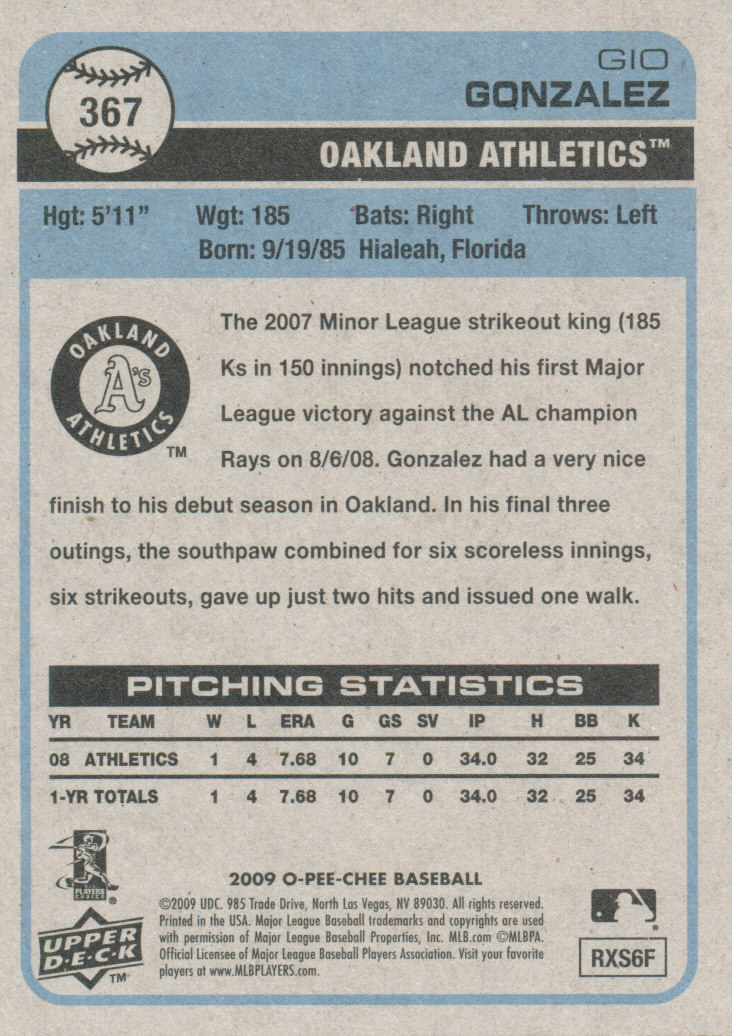 367
GIO
GONZALEZ
OAKLAND ATHLETICS™
Hgt: 5'11" Wgt: 185 Bats: Right Throws: Left
Born: 9/19/85 Hialeah, Florida
OAKLAND
A's
ATHLETICS
TM
The 2007 Minor League strikeout king (185
Ks in 150 innings) notched his first Major
League victory against the AL champion
Rays on 8/6/08. Gonzalez had a very nice
finish to his debut season in Oakland. In his final three
outings, the southpaw combined for six scoreless innings,
six strikeouts, gave up just two hits and issued one walk.
PITCHING STATISTICS
YR TEAM W L ERA G GS SV IP H BB K
08 ATHLETICS 1 4 7.68 10 7 0 34.0 32 25 34
1-YR TOTALS 1 4 7.68 10 7 0 34.0 32 25 34
PLAYERS
CHOICE
®
2009 O-PEE-CHEE BASEBALL
©2009 UDC. 985 Trade Drive, North Las Vegas, NV 89030. All rights reserved.
Printed in the USA. Major League Baseball trademarks and copyrights are used
with permission of Major League Baseball Properties, Inc. MLB.com ©MLBPA.
Official Licensee of Major League Baseball Players Association. Visit your favorite
players at www.MLBPLAYERS.com.
UPPER
D·E·C·K
TM
®
RXS6F